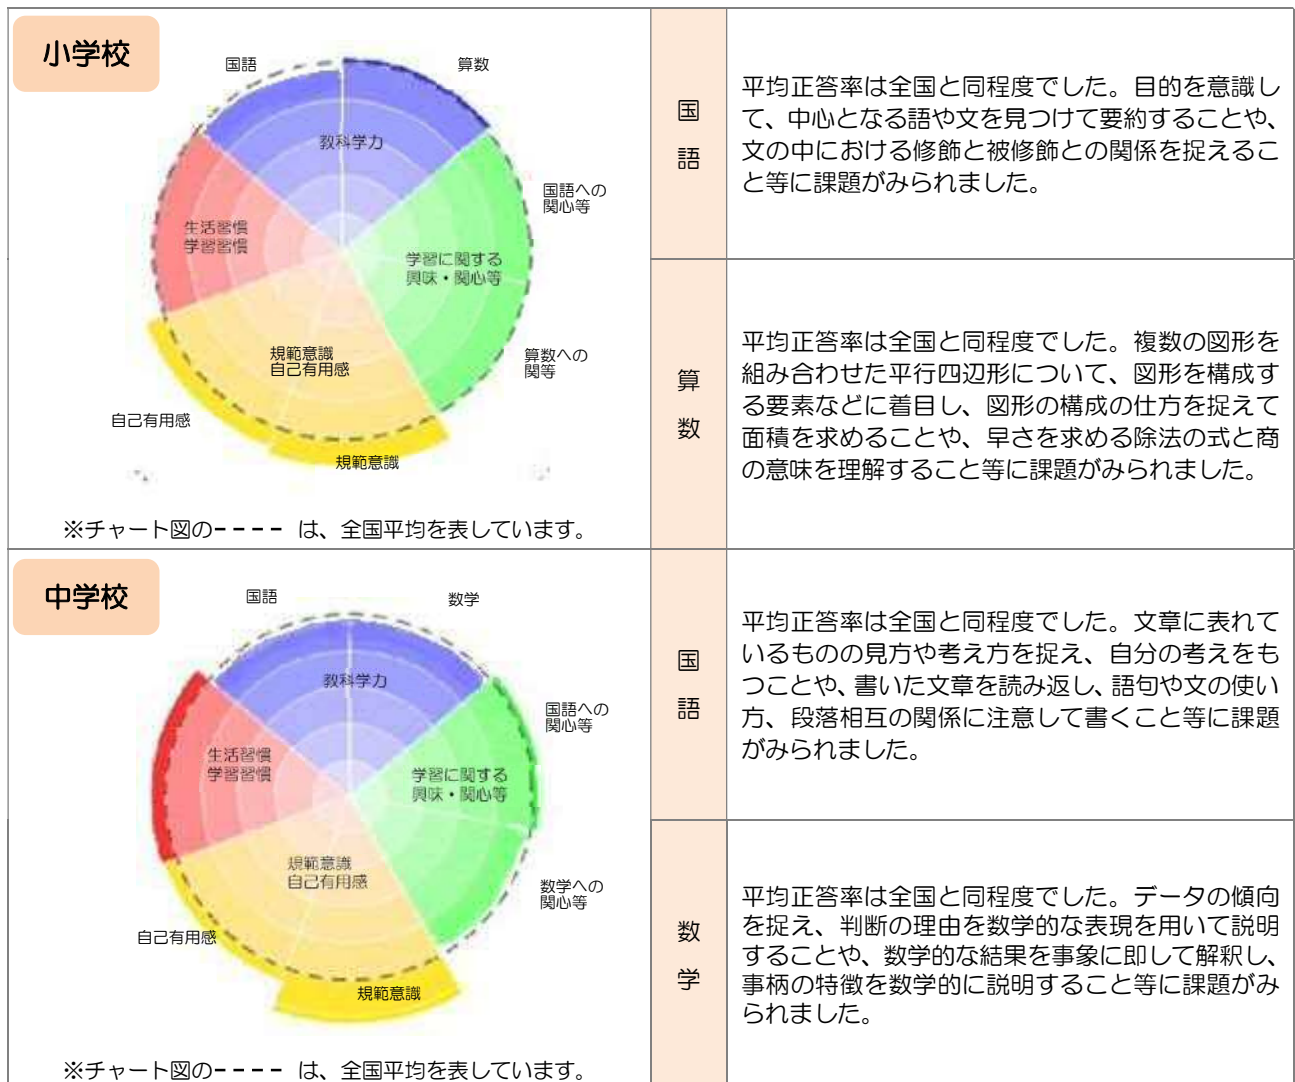 小学校
国語
算数
教科学力
国語への
関心等
生活習慣
学習習慣
学習に関する
興味・関心等
規範意識
自己有用感
算数への
関等
自己有用感
規範意識
※チャート図の---- は、全国平均を表しています。
国
語
平均正答率は全国と同程度でした。目的を意識し
て、中心となる語や文を見つけて要約することや、
文の中における修飾と被修飾との関係を捉えるこ
と等に課題がみられました。
算
数
平均正答率は全国と同程度でした。複数の図形を
組み合わせた平行四辺形について、図形を構成す
る要素などに着目し、図形の構成の仕方を捉えて
面積を求めることや、早さを求める除法の式と商
の意味を理解すること等に課題がみられました。
中学校
国語
数学
教科学力
国語への
関心等
生活習慣
学習習慣
学習に関する
興味・関心等
規範意識
自己有用感
数学への
関心等
自己有用感
規範意識
※チャート図の---- は、全国平均を表しています。
国
語
平均正答率は全国と同程度でした。文章に表れて
いるものの見方や考え方を捉え、自分の考えをも
つことや、書いた文章を読み返し、語句や文の使い
方、段落相互の関係に注意して書くこと等に課題
がみられました。
数
学
平均正答率は全国と同程度でした。データの傾向
を捉え、判断の理由を数学的な表現を用いて説明
することや、数学的な結果を事象に即して解釈し、
事柄の特徴を数学的に説明すること等に課題がみ
られました。